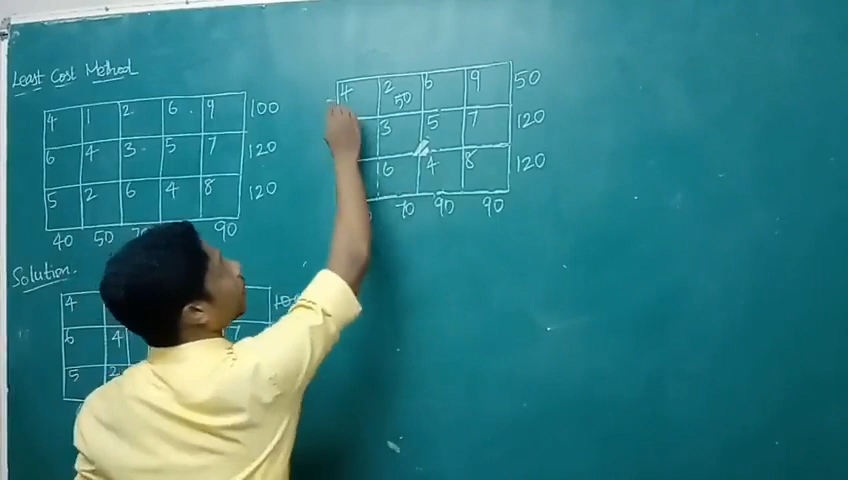 Least Cost Method
4 1 2 6 9 100
6 4 3 5 7 120
5 2 6 4 8 120
40 50 90
Solution
4
6 4 7
5 2
4 2 50 6 9 50
3 5 7 120
6 4 8 120
70 90 90